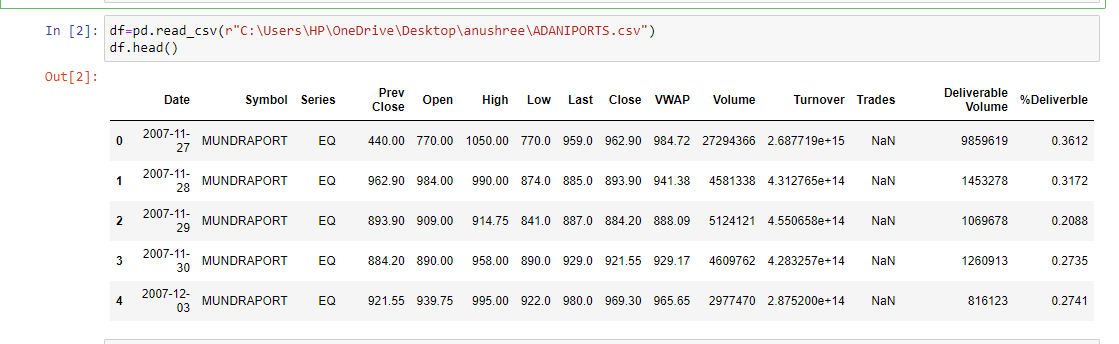 In [2]: df=pd.read_csv(r"C:\Users\HP\OneDrive\Desktop\anushree\ADANIPORTS.csv")
df.head()
Out[2]:
Date Symbol Series Prev Close Open High Low Last Close VWAP Volume Turnover Trades Deliverable Volume %Deliverble
0 2007-11-27 MUNDRAPORT EQ 440.00 770.00 1050.00 770.0 959.0 962.90 984.72 27294366 2.687719e+15 NaN 9859619 0.3612
1 2007-11-28 MUNDRAPORT EQ 962.90 984.00 990.00 874.0 885.0 893.90 941.38 4581338 4.312765e+14 NaN 1453278 0.3172
2 2007-11-29 MUNDRAPORT EQ 893.90 909.00 914.75 841.0 887.0 884.20 888.09 5124121 4.550658e+14 NaN 1069678 0.2088
3 2007-11-30 MUNDRAPORT EQ 884.20 890.00 958.00 890.0 929.0 921.55 929.17 4609762 4.283257e+14 NaN 1260913 0.2735
4 2007-12-03 MUNDRAPORT EQ 921.55 939.75 995.00 922.0 980.0 969.30 965.65 2977470 2.875200e+14 NaN 816123 0.2741